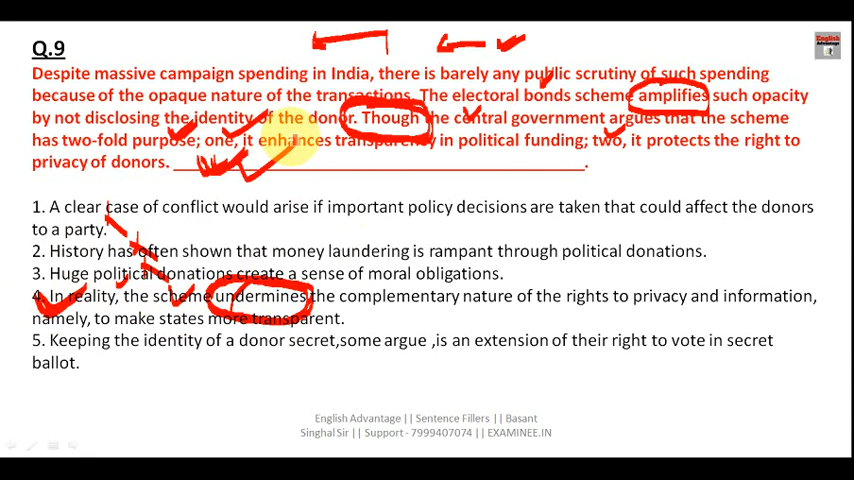 Q.9
English
Advantage
Despite massive campaign spending in India, there is barely any public scrutiny of such spending
because of the opaque nature of the transactions. The electoral bonds scheme amplifies such opacity
by not disclosing the identity of the donor. Though the central government argues that the scheme
has two-fold purpose; one, it enhances transparency in political funding; two, it protects the right to
privacy of donors. ____________________________________________.
1. A clear case of conflict would arise if important policy decisions are taken that could affect the donors
to a party.
2. History has often shown that money laundering is rampant through political donations.
3. Huge political donations create a sense of moral obligations.
4. In reality, the scheme undermines the complementary nature of the rights to privacy and information,
namely, to make states more transparent.
5. Keeping the identity of a donor secret,some argue ,is an extension of their right to vote in secret
ballot.
English Advantage || Sentence Fillers || Basant
Singhal Sir || Support - 7999407074 || EXAMINEE.IN